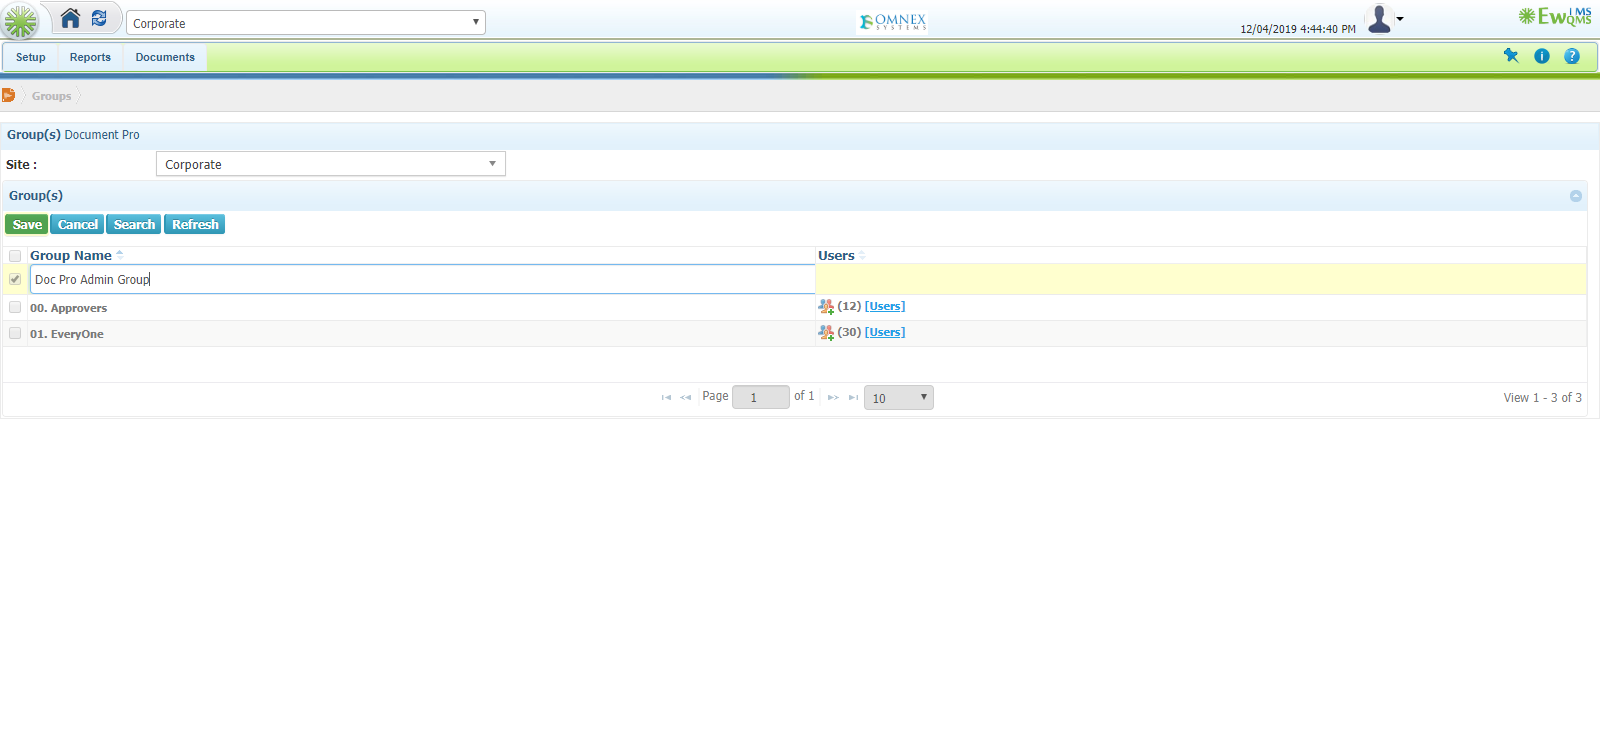 Corporate
OMNEX
SYSTEMS
12/04/2019 4:44:40 PM
EwIMS
QMS
Setup Reports Documents
Groups
Group(s) Document Pro
Site : Corporate
Group(s)
Save Cancel Search Refresh
Group Name Users
Doc Pro Admin Group
00. Approvers (12) [Users]
01. EveryOne (30) [Users]
Page 1 of 1 10 View 1 - 3 of 3